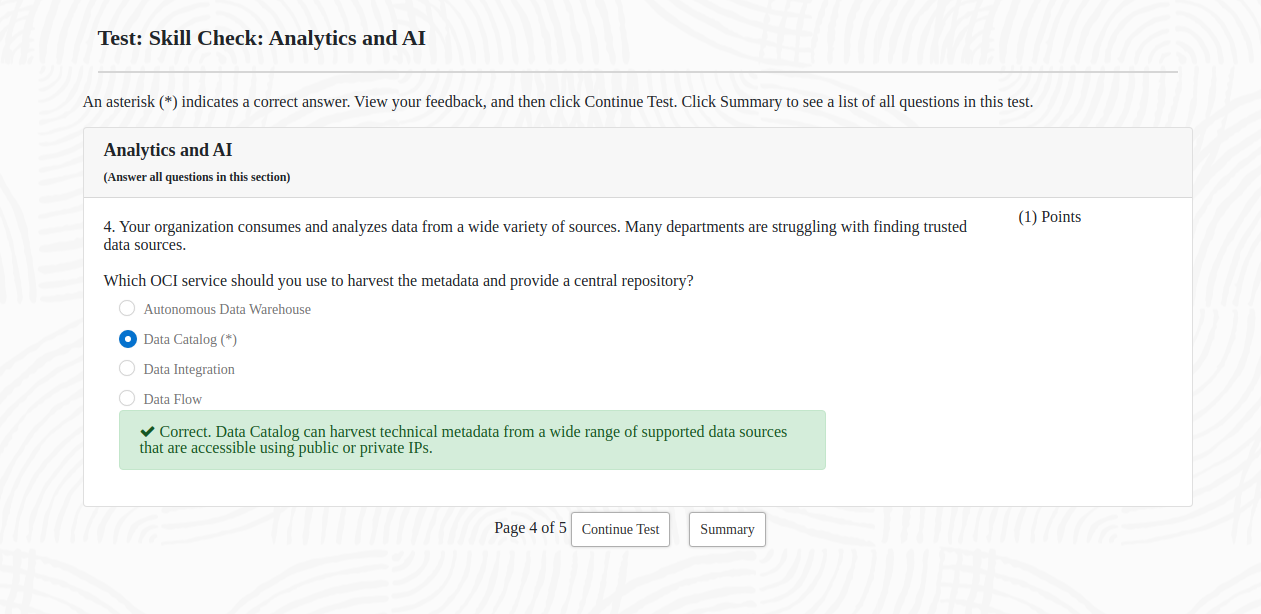 Test: Skill Check: Analytics and AI
An asterisk (*) indicates a correct answer. View your feedback, and then click Continue Test. Click Summary to see a list of all questions in this test.
Analytics and AI
(Answer all questions in this section)
4. Your organization consumes and analyzes data from a wide variety of sources. Many departments are struggling with finding trusted
data sources.
(1) Points
Which OCI service should you use to harvest the metadata and provide a central repository?
Autonomous Data Warehouse
Data Catalog (*)
Data Integration
Data Flow
Correct. Data Catalog can harvest technical metadata from a wide range of supported data sources
that are accessible using public or private IPs.
Page 4 of 5 Continue Test Summary